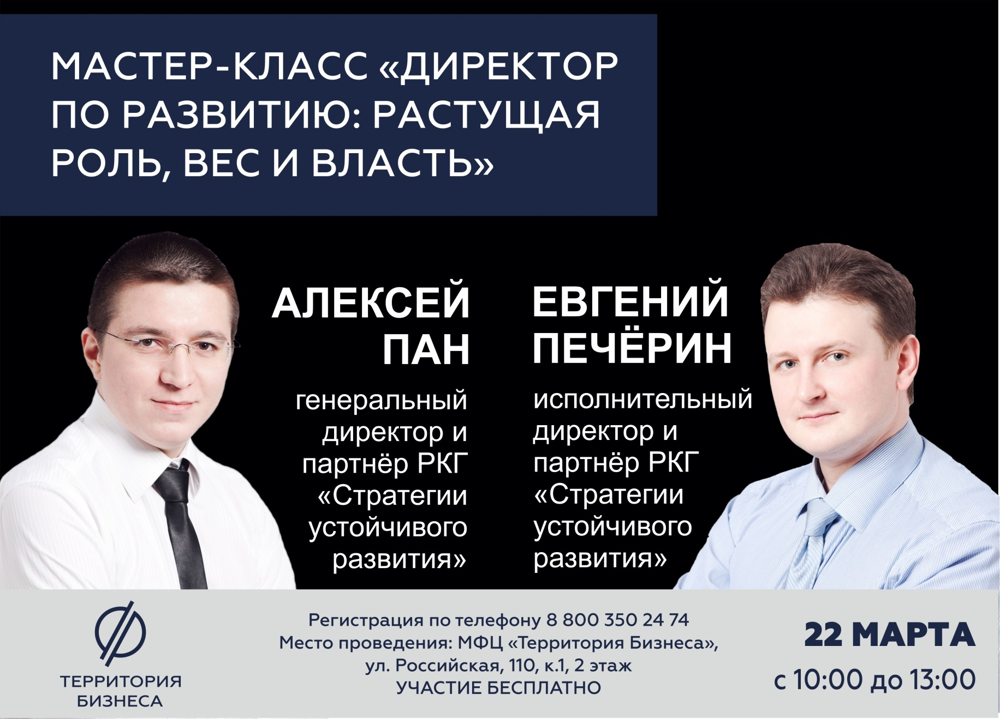 МАСТЕР-КЛАСС «ДИРЕКТОР
ПО РАЗВИТИЮ: РАСТУЩАЯ
РОЛЬ, ВЕС И ВЛАСТЬ»
АЛЕКСЕЙ
ПАН
генеральный
директор и
партнёр РКГ
«Стратегии
устойчивого
развития»
ЕВГЕНИЙ
ПЕЧЁРИН
исполнительный
директор и
партнёр РКГ
«Стратегии
устойчивого
развития»
ТЕРРИТОРИЯ
БИЗНЕСА
Регистрация по телефону 8 800 350 24 74
Место проведения: МФЦ «Территория Бизнеса»,
ул. Российская, 110, к.1, 2 этаж
УЧАСТИЕ БЕСПЛАТНО
22 МАРТА
с 10:00 до 13:00